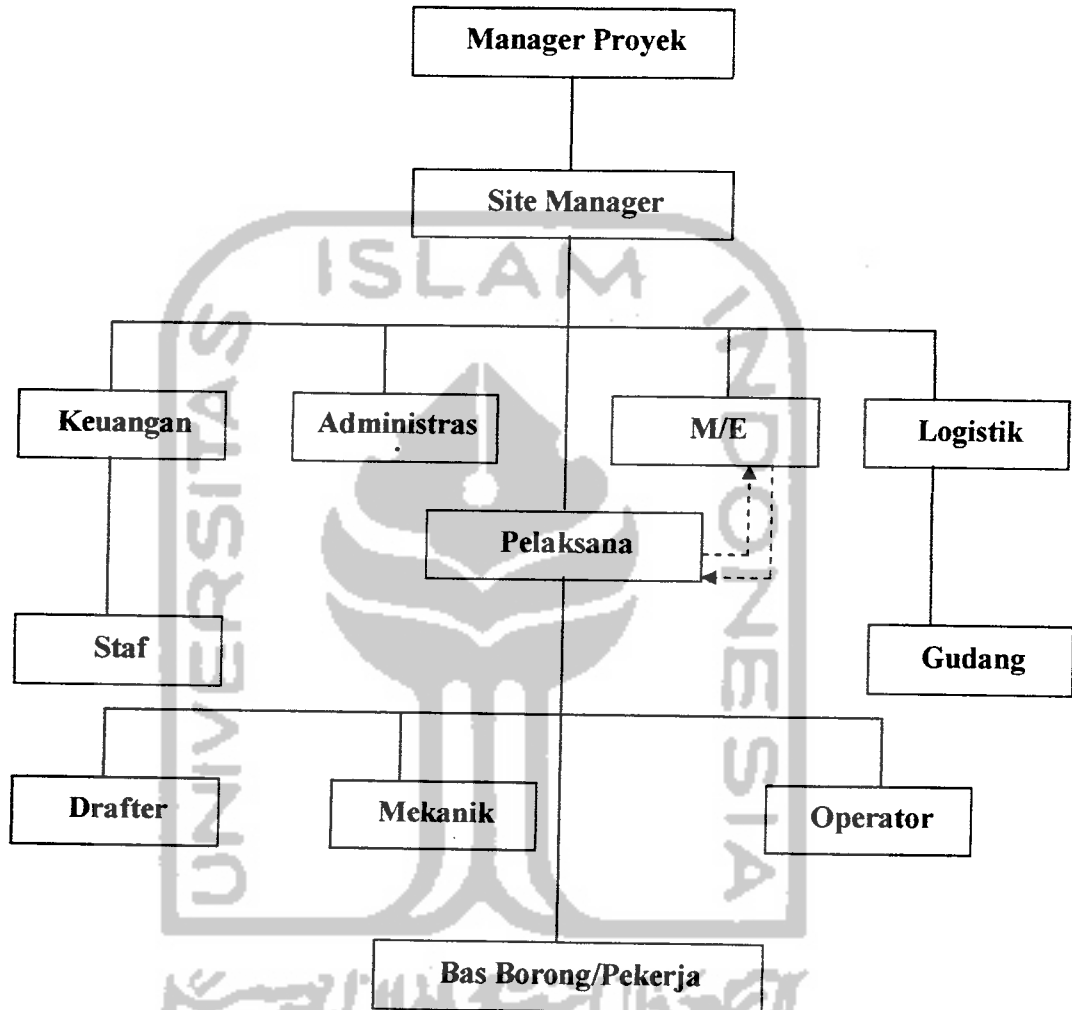 Manager Proyek
Site Manager
ISLAM
UNIVERSITAS
INDONESIA
Keuangan
Administras
M/E
Logistik
Pelaksana
Staf
Gudang
Drafter
Mekanik
Operator
Bas Borong/Pekerja